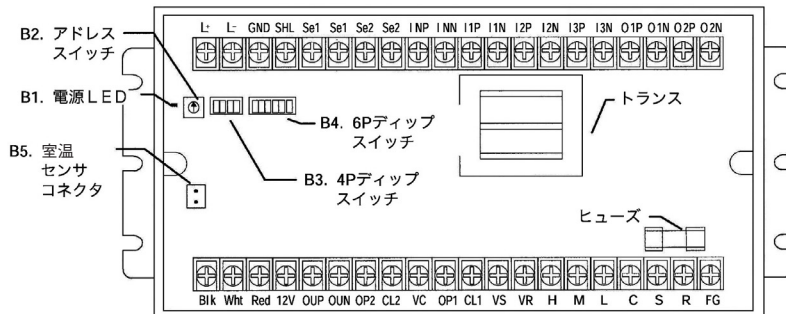 L+ L- GND SHL Se1 Se1 Se2 Se2 INP INN I1P I1N I2P I2N I3P I3N O1P O1N O2P O2N
B2. アドレス
スイッチ
B1. 電源LED
B4. 6Pディップ
スイッチ
トランス
B5. 室温
センサ
コネクタ
B3. 4Pディップ
スイッチ
ヒューズ
Blk Wht Red 12V OUP OUN OP2 CL2 VC OP1 CL1 VS VR H M L C S R FG